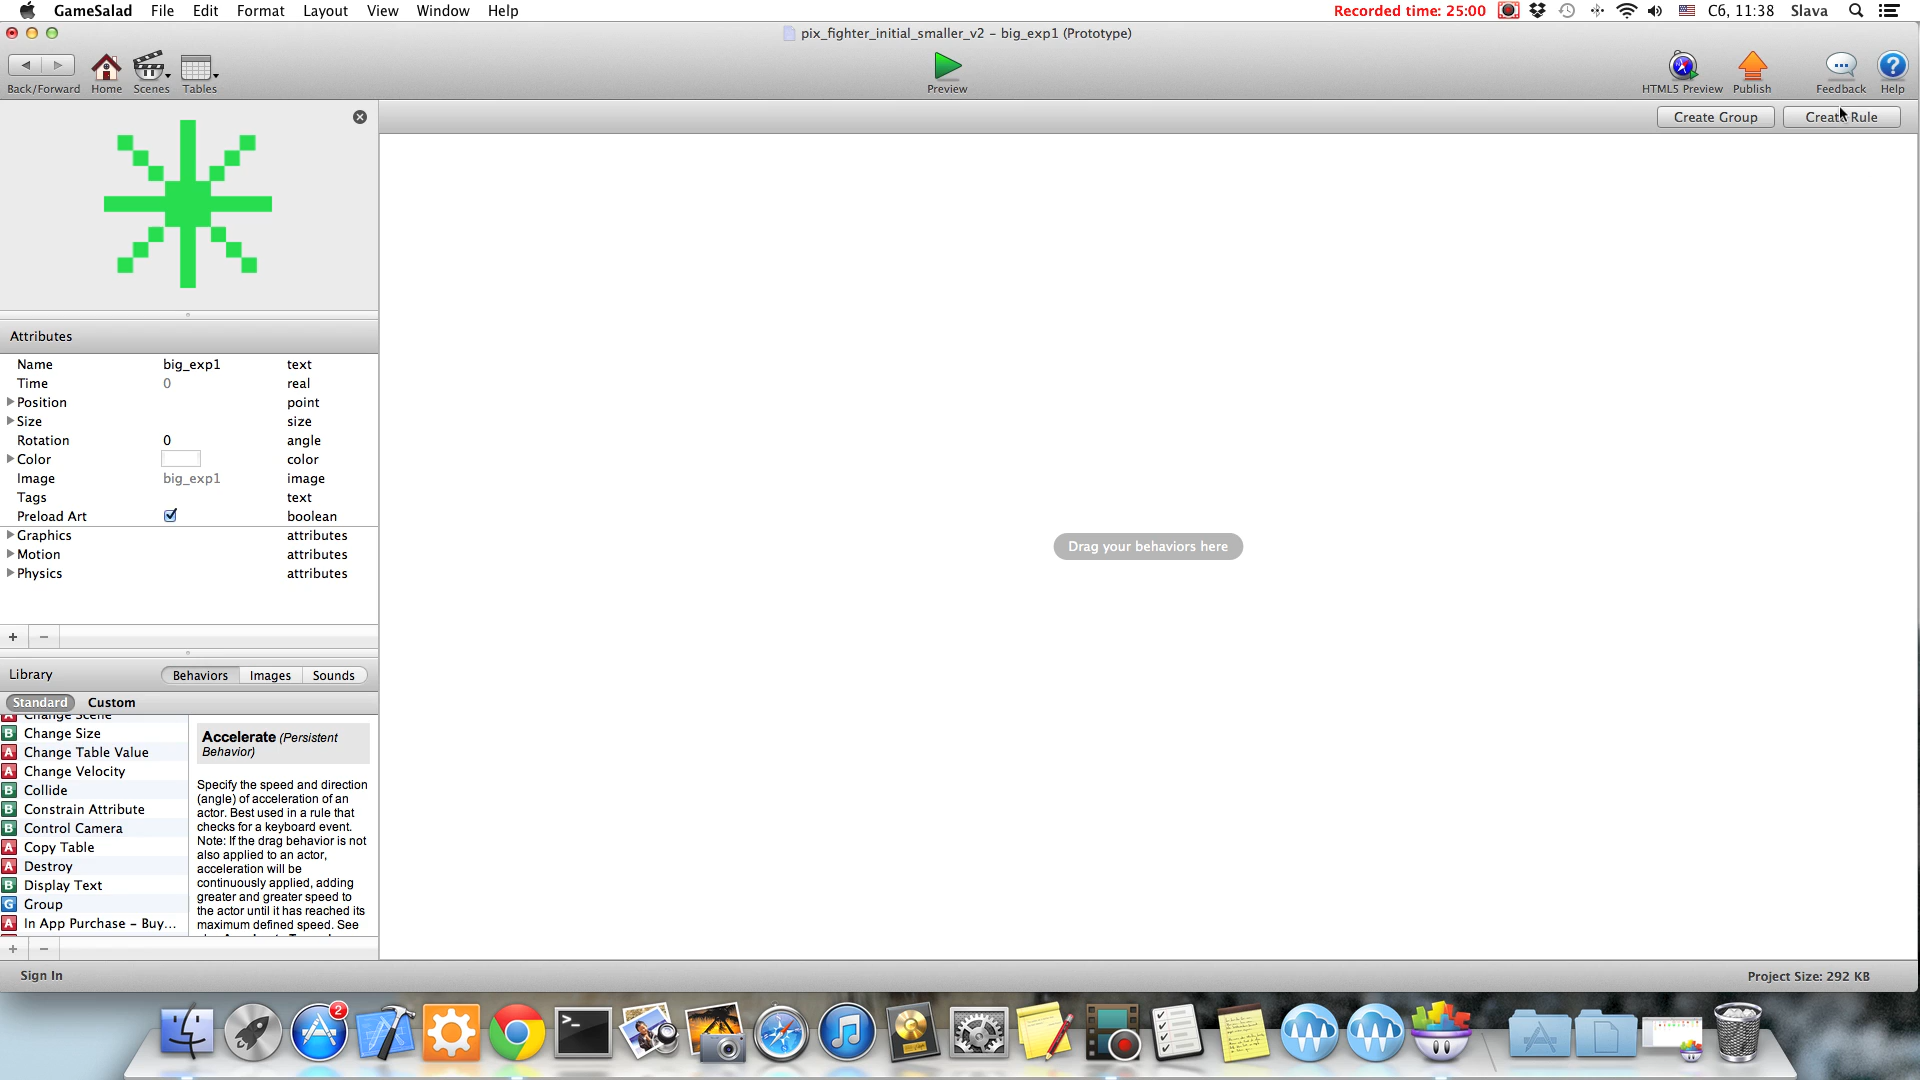 GameSalad File Edit Format Layout View Window Help
Recorded time: 25:00 C6, 11:38 Slava
pix_fighter_initial_smaller_v2 – big_exp1 (Prototype)
Back/Forward Home Scenes Tables Preview HTML5 Preview Publish Feedback Help
Create Group Create Rule
Attributes
Name big_exp1 text
Time 0 real
Position point
Size size
Rotation 0 angle
Color color
Image big_exp1 image
Tags text
Preload Art boolean
Graphics attributes
Motion attributes
Physics attributes
Drag your behaviors here
+ −
Library Behaviors Images Sounds
Standard Custom
A Change Scene
B Change Size
A Change Table Value
A Change Velocity
B Collide
B Constrain Attribute
B Control Camera
A Copy Table
A Destroy
B Display Text
G Group
A In App Purchase – Buy...
Accelerate (Persistent
Behavior)
Specify the speed and direction
(angle) of acceleration of an
actor. Best used in a rule that
checks for a keyboard event.
Note: If the drag behavior is not
also applied to an actor,
acceleration will be
continuously applied, adding
greater and greater speed to
the actor until it has reached its
maximum defined speed. See
+ −
Sign In
Project Size: 292 KB
2